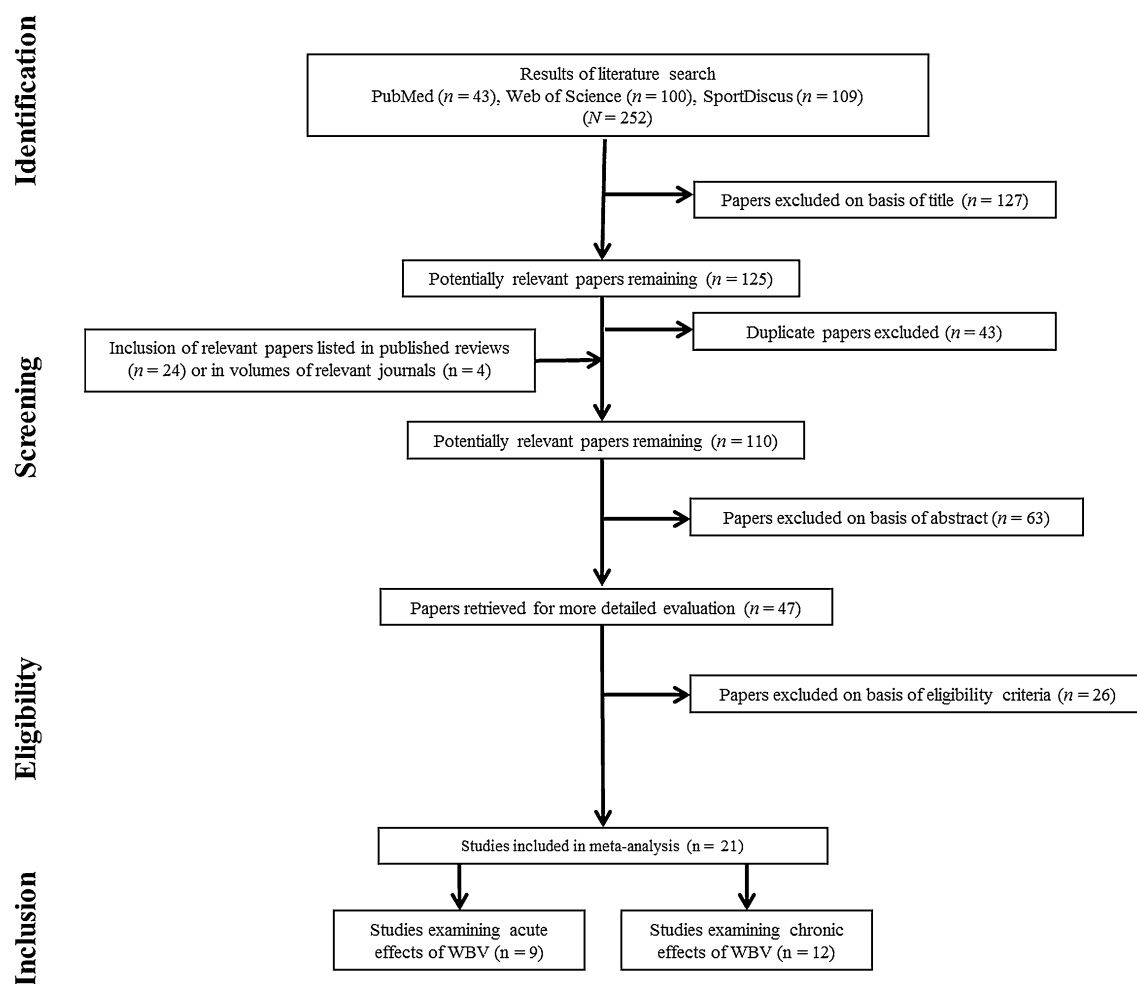 Identification
Results of literature search
PubMed (n = 43), Web of Science (n = 100), SportDiscus (n = 109)
(N = 252)
Papers excluded on basis of title (n = 127)
Potentially relevant papers remaining (n = 125)
Screening
Duplicate papers excluded (n = 43)
Inclusion of relevant papers listed in published reviews
(n = 24) or in volumes of relevant journals (n = 4)
Potentially relevant papers remaining (n = 110)
Papers excluded on basis of abstract (n = 63)
Papers retrieved for more detailed evaluation (n = 47)
Eligibility
Papers excluded on basis of eligibility criteria (n = 26)
Studies included in meta-analysis (n = 21)
Inclusion
Studies examining acute
effects of WBV (n = 9)
Studies examining chronic
effects of WBV (n = 12)